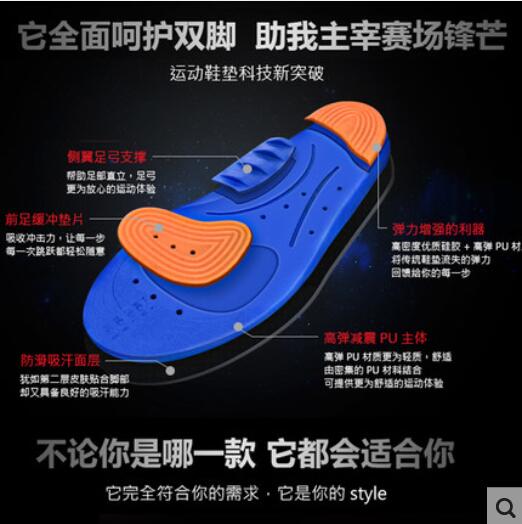 它全面呵护双脚 助我主宰赛场锋芒
运动鞋垫科技新突破
侧翼足弓支撑
帮助足部直立，足弓
更为放心的运动体验
前足缓冲垫片
吸收冲击力，让每一步
每一次跳跃都轻松随意
弹力增强的利器
高密度优质硅胶 + 高弹 PU 材
将传统鞋垫流失的弹力
回馈给你的每一步
高弹减震 PU 主体
高弹 PU 材质更为轻质，舒适
由密集的 PU 材料结合
可提供更为舒适的运动体验
防滑吸汗面层
犹如第二层皮肤贴合脚部
却又具备良好的吸汗能力
不论你是哪一款 它都会适合你
它完全符合你的需求，它是你的 style